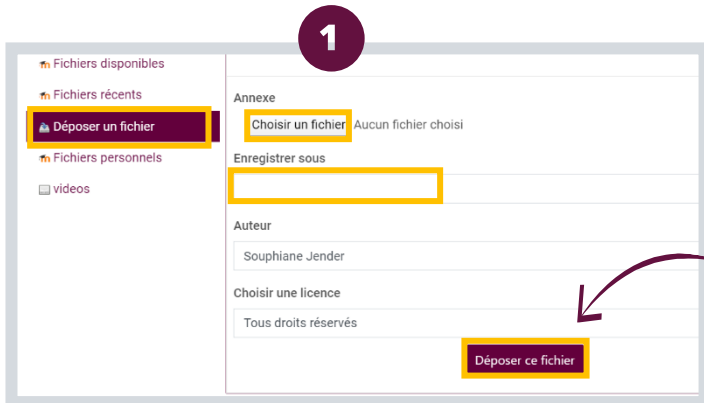 1
Fichiers disponibles
Fichiers récents
Déposer un fichier
Fichiers personnels
videos
Annexe
Choisir un fichier Aucun fichier choisi
Enregistrer sous
Auteur
Souphiane Jender
Choisir une licence
Tous droits réservés
Déposer ce fichier